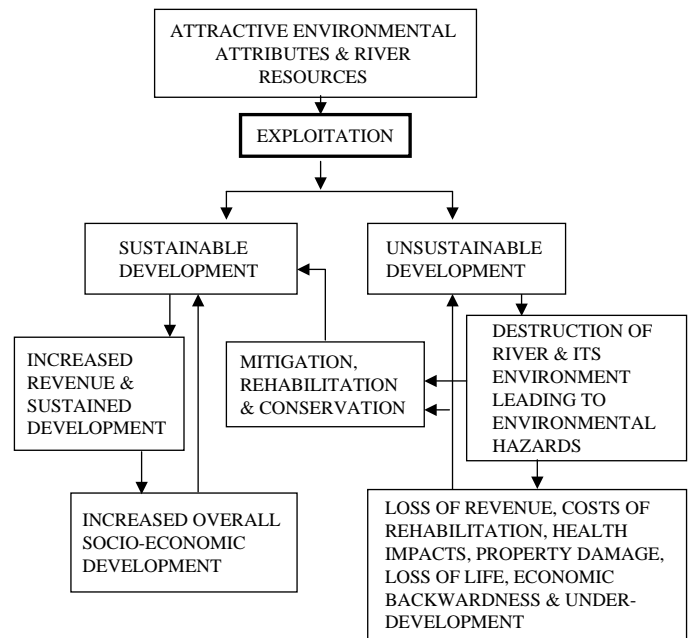 ATTRACTIVE ENVIRONMENTAL
ATTRIBUTES & RIVER
RESOURCES
EXPLOITATION
SUSTAINABLE
DEVELOPMENT
UNSUSTAINABLE
DEVELOPMENT
INCREASED
REVENUE &
SUSTAINED
DEVELOPMENT
MITIGATION,
REHABILITATION
& CONSERVATION
DESTRUCTION OF
RIVER & ITS
ENVIRONMENT
LEADING TO
ENVIRONMENTAL
HAZARDS
INCREASED OVERALL
SOCIO-ECONOMIC
DEVELOPMENT
LOSS OF REVENUE, COSTS OF
REHABILITATION, HEALTH
IMPACTS, PROPERTY DAMAGE,
LOSS OF LIFE, ECONOMIC
BACKWARDNESS & UNDER-
DEVELOPMENT